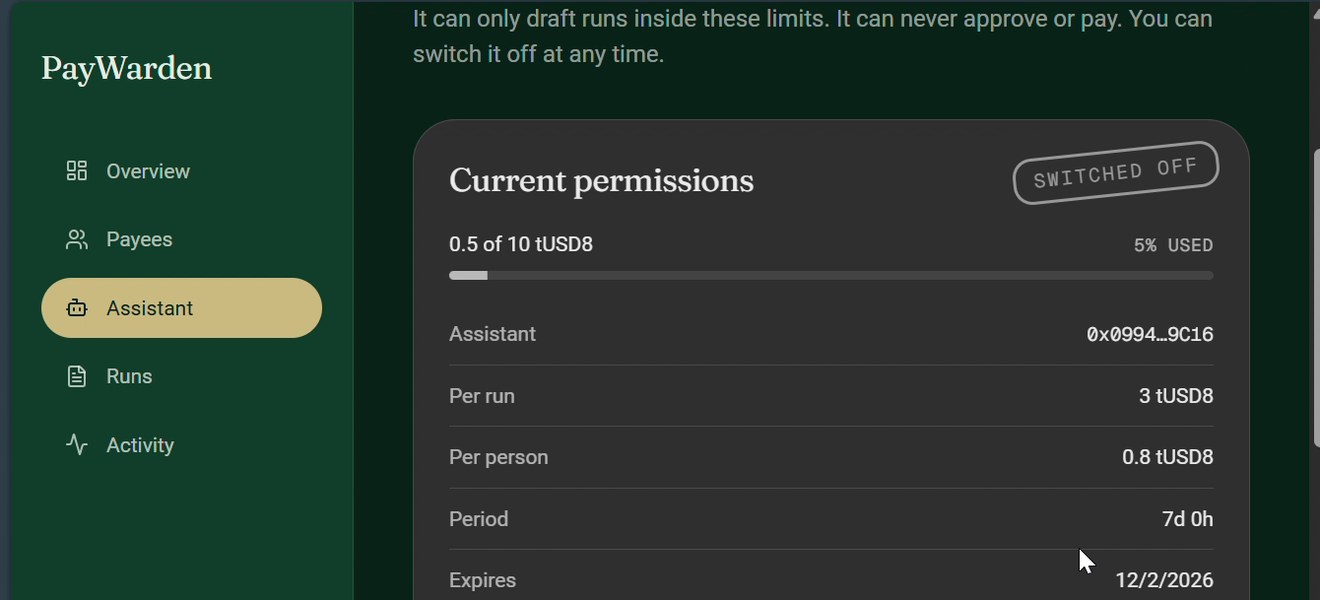 It can only draft runs inside these limits. It can never approve or pay. You can
switch it off at any time.
PayWarden
Overview
Payees
Assistant
Runs
Activity
Current permissions
SWITCHED OFF
0.5 of 10 tUSD8
5% USED
Assistant
0x0994…9C16
Per run
3 tUSD8
Per person
0.8 tUSD8
Period
7d 0h
Expires
12/2/2026